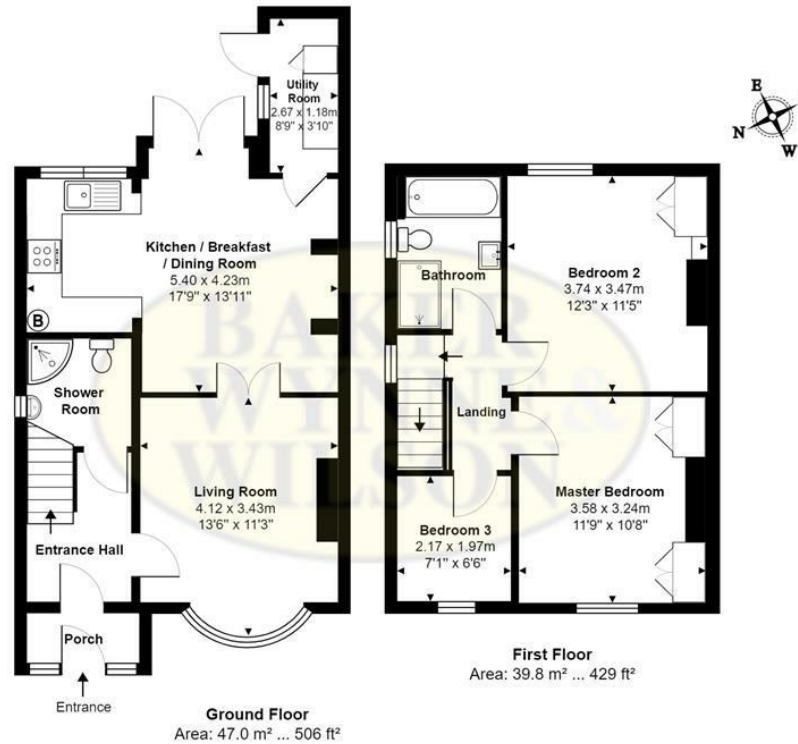 Utility
Room
2.67 x 1.18m
8'9" x 3'10"
E
N
S
W
Kitchen / Breakfast
/ Dining Room
5.40 x 4.23m
17'9" x 13'11"
B
Shower
Room
Living Room
4.12 x 3.43m
13'6" x 11'3"
Entrance Hall
Porch
Entrance
Ground Floor
Area: 47.0 m² ... 506 ft²
Bathroom
Bedroom 2
3.74 x 3.47m
12'3" x 11'5"
Landing
Bedroom 3
2.17 x 1.97m
7'1" x 6'6"
Master Bedroom
3.58 x 3.24m
11'9" x 10'8"
First Floor
Area: 39.8 m² ... 429 ft²
BAKER
WYNNE &
WILSON